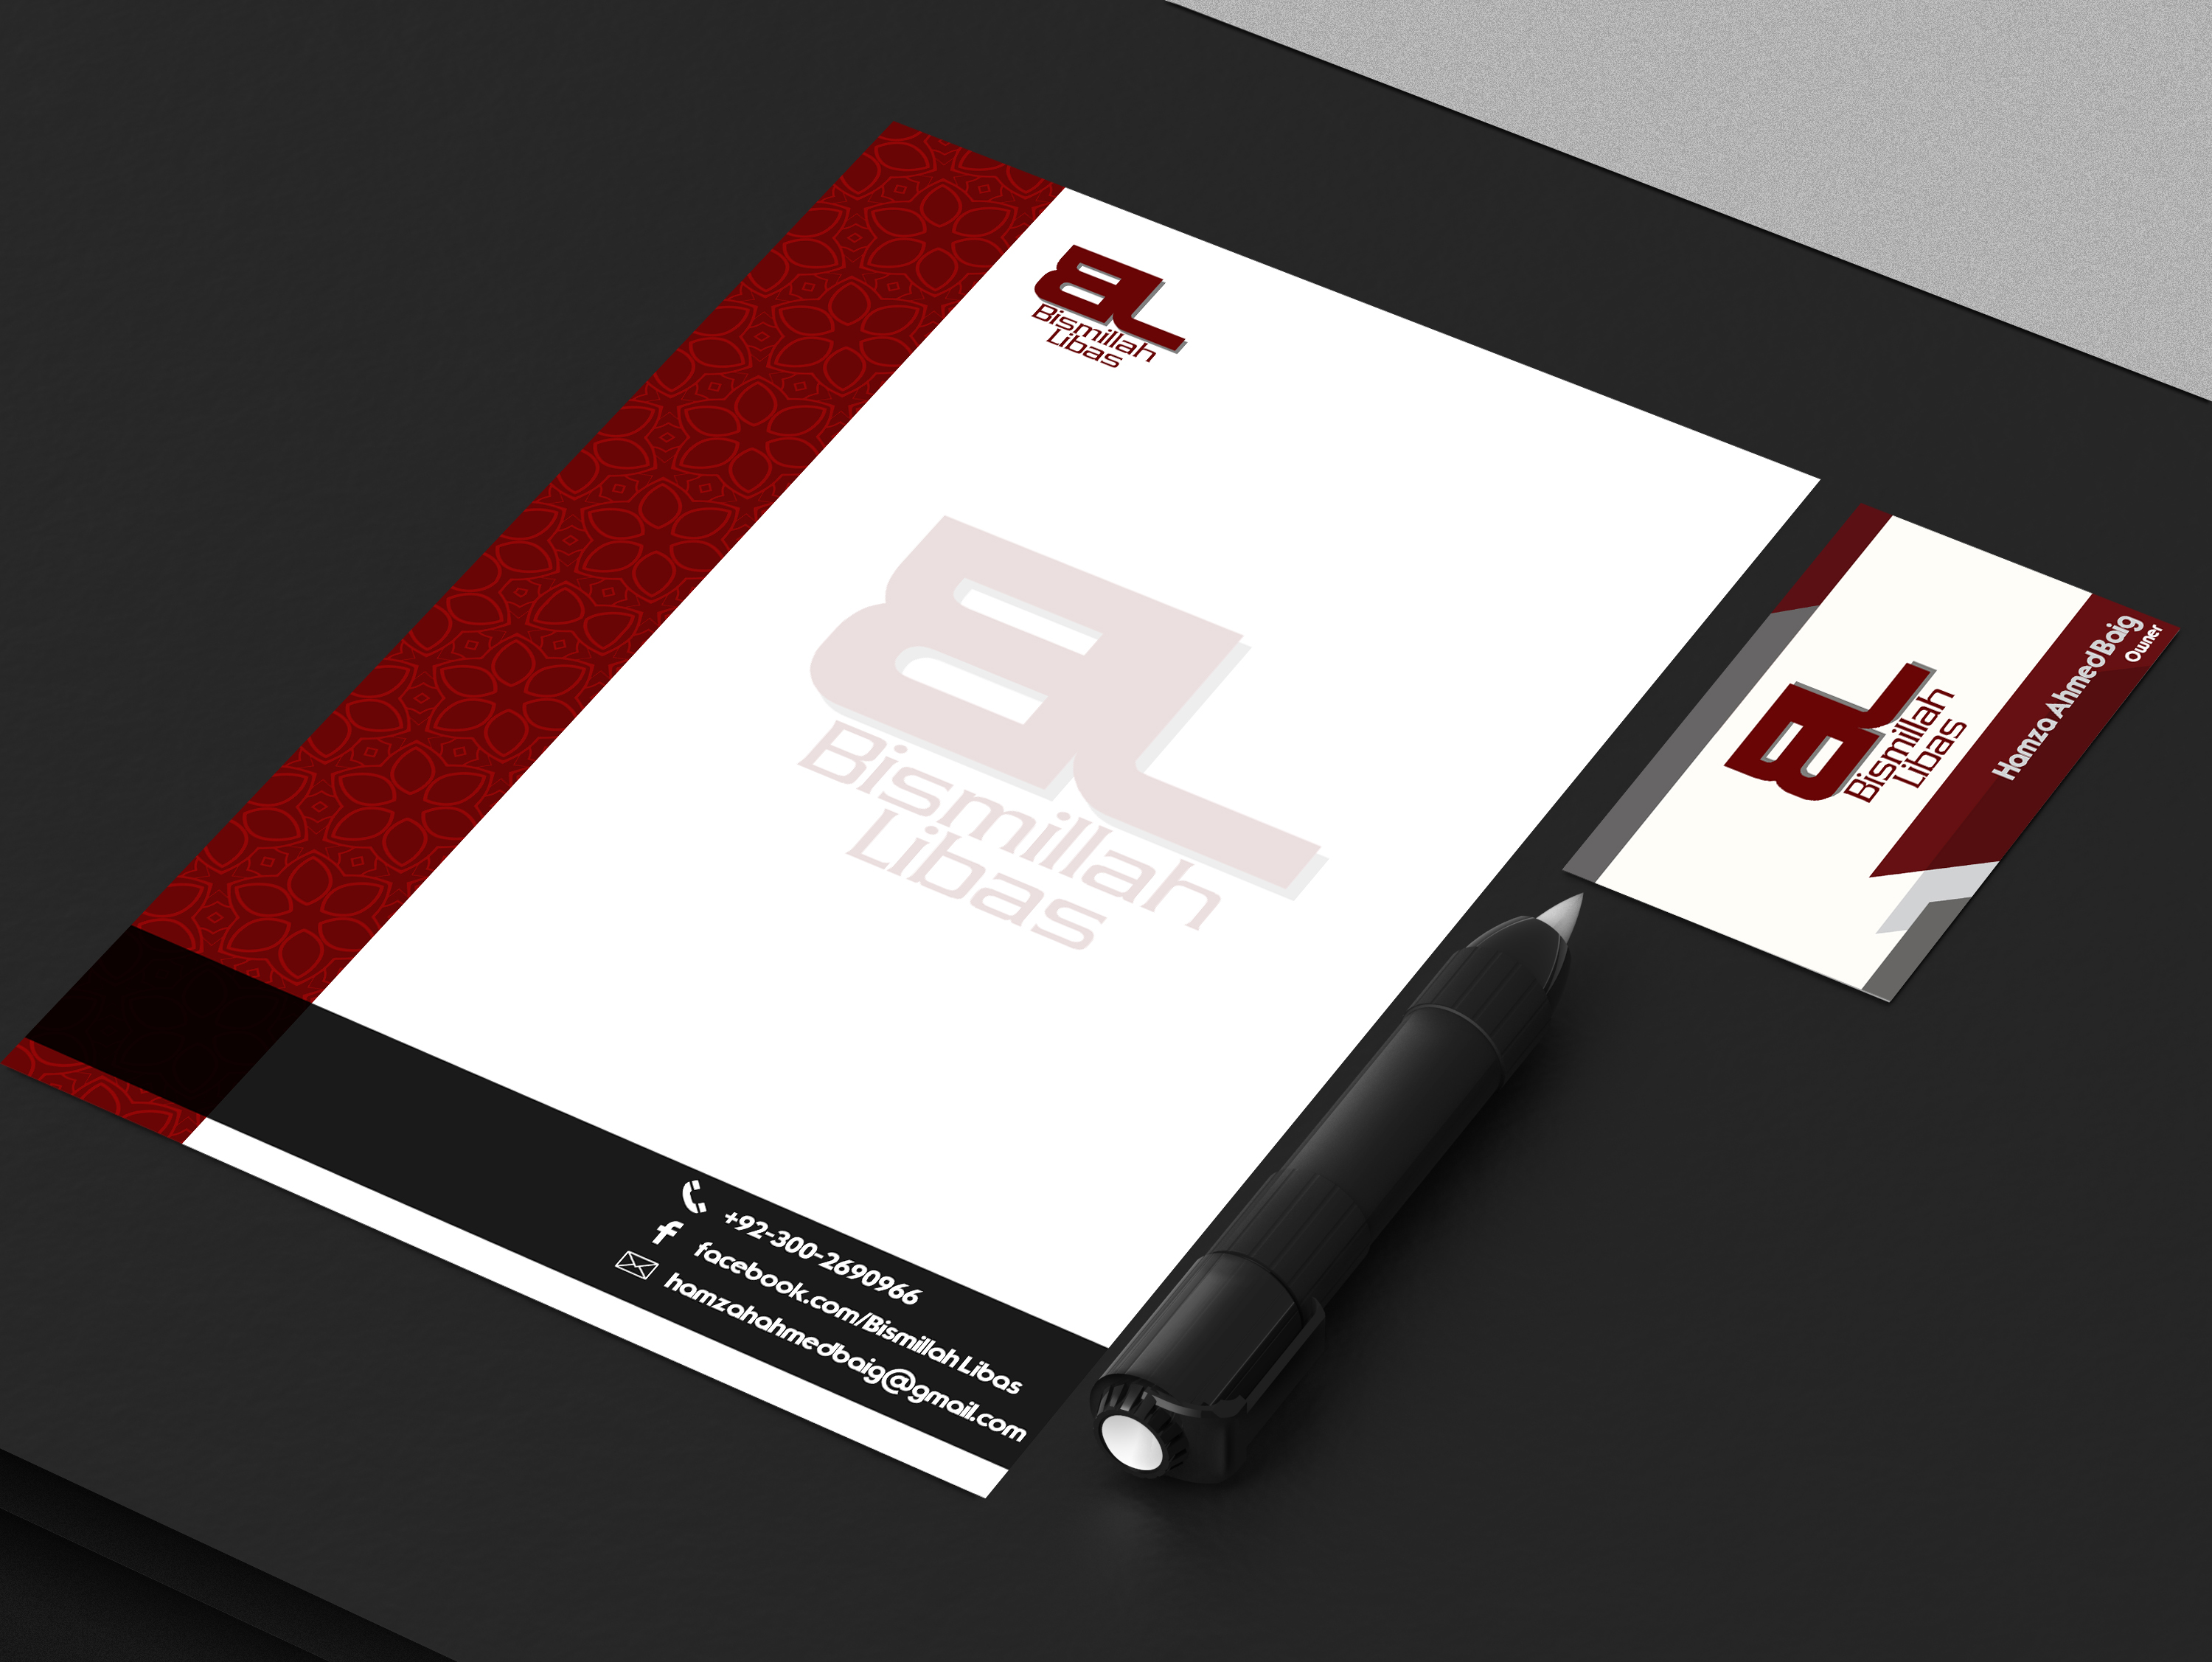 BL
Bismillah
Libas
BL
Bismillah
Libas
+92-300-2690966
facebook.com/Bismillah Libas
hamzahahmedbaig@gmail.com
BL
Bismillah
Libas
Hamza Ahmed Baig
Owner